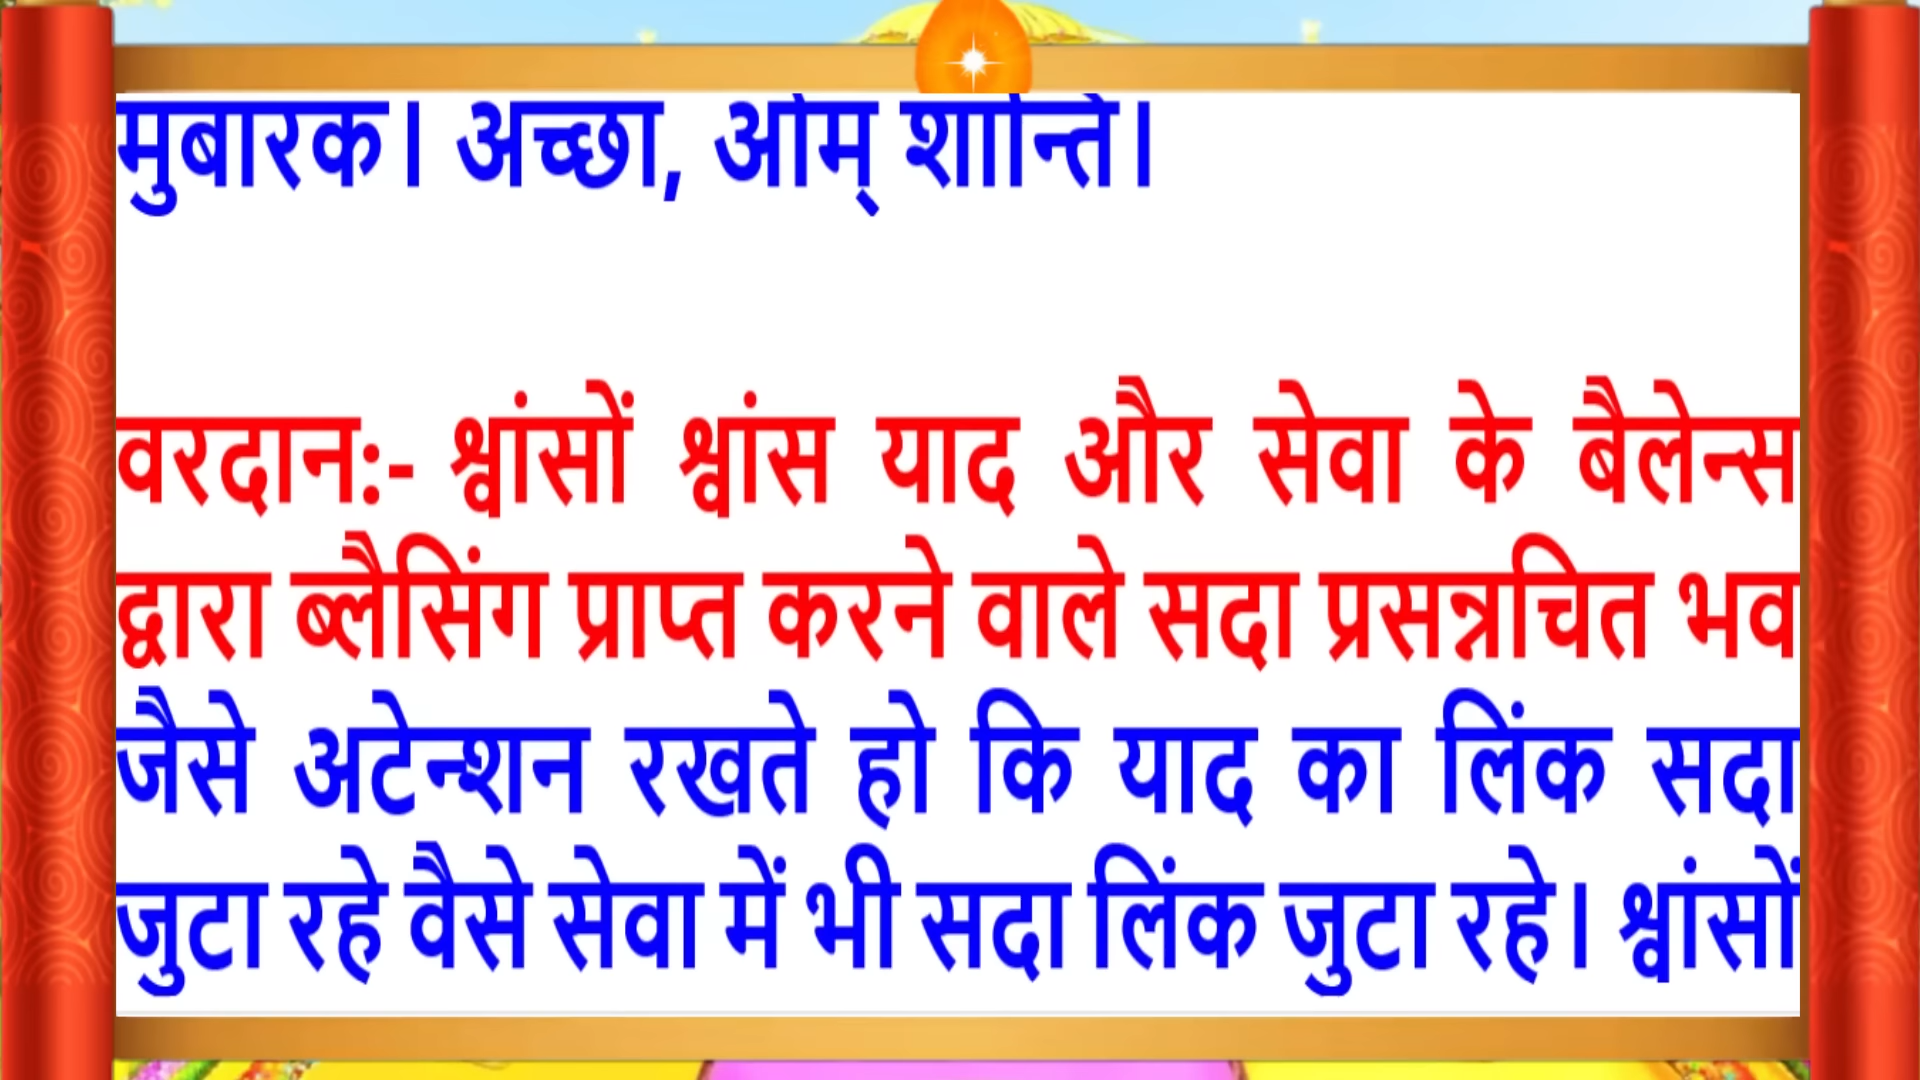 मुबारक। अच्छा, ओम् शान्ति।
वरदान:- श्वांसों श्वांस याद और सेवा के बैलेन्स
द्वारा ब्लैसिंग प्राप्त करने वाले सदा प्रसन्नचित भव
जैसे अटेन्शन रखते हो कि याद का लिंक सदा
जुटा रहे वैसे सेवा में भी सदा लिंक जुटा रहे। श्वांसों